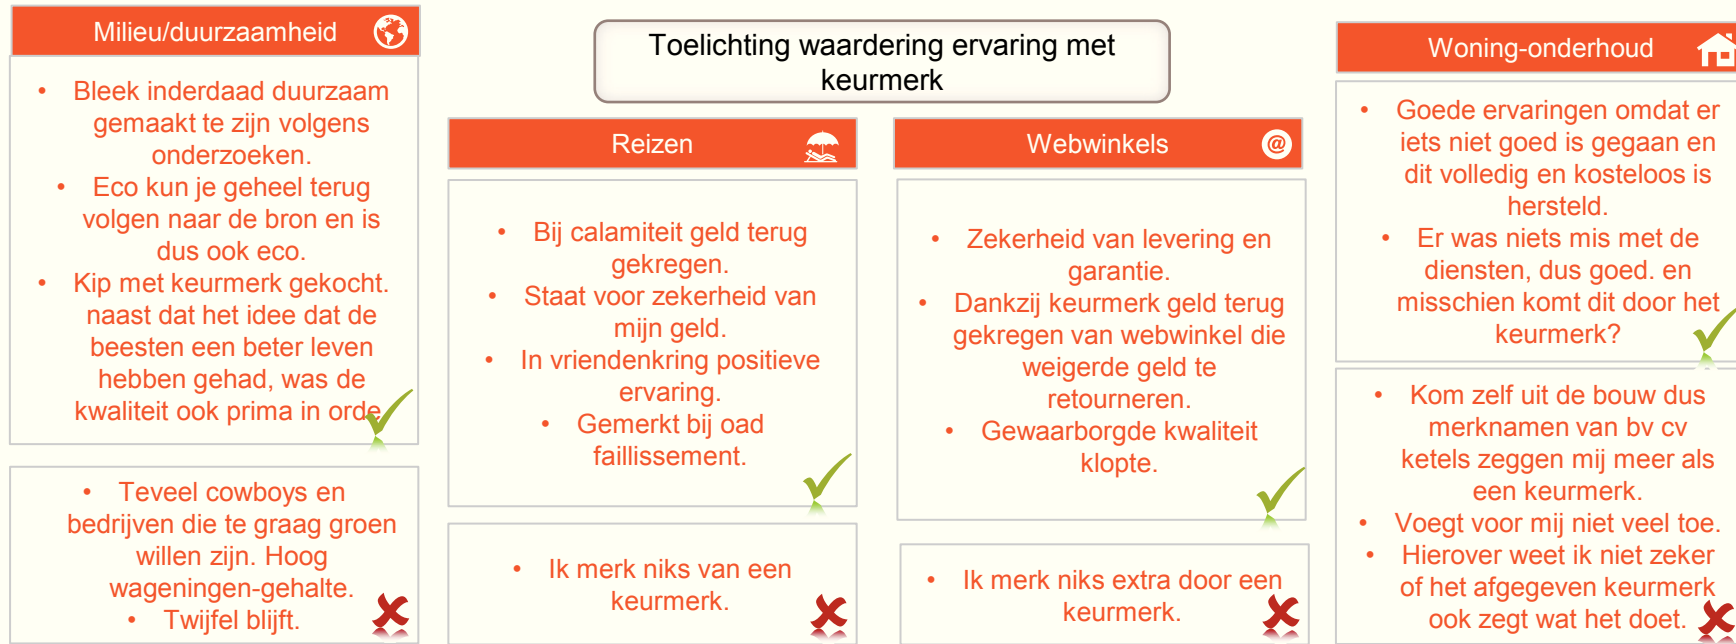 Milieu/duurzaamheid
• Bleek inderdaad duurzaam
gemaakt te zijn volgens
onderzoeken.
• Eco kun je geheel terug
volgen naar de bron en is
dus ook eco.
• Kip met keurmerk gekocht.
naast dat het idee dat de
beesten een beter leven
hebben gehad, was de
kwaliteit ook prima in orde
• Teveel cowboys en
bedrijven die te graag groen
willen zijn. Hoog
wageningen-gehalte.
• Twijfel blijft.
Toelichting waardering ervaring met
keurmerk
Reizen
• Bij calamiteit geld terug
gekregen.
• Staat voor zekerheid van
mijn geld.
• In vriendenkring positieve
ervaring.
• Gemerkt bij oad
faillissement.
• Ik merk niks van een
keurmerk.
Webwinkels
@
• Zekerheid van levering en
garantie.
• Dankzij keurmerk geld terug
gekregen van webwinkel die
weigerde geld te
retourneren.
• Gewaarborgde kwaliteit
klopte.
• Ik merk niks extra door een
keurmerk.
Woning-onderhoud
• Goede ervaringen omdat er
iets niet goed is gegaan en
dit volledig en kosteloos is
hersteld.
• Er was niets mis met de
diensten, dus goed. en
misschien komt dit door het
keurmerk?
• Kom zelf uit de bouw dus
merknamen van bv cv
ketels zeggen mij meer als
een keurmerk.
• Voegt voor mij niet veel toe.
• Hierover weet ik niet zeker
of het afgegeven keurmerk
ook zegt wat het doet.